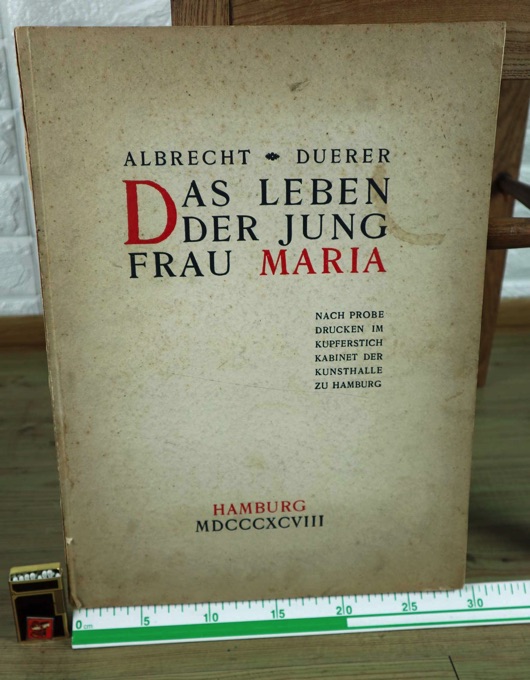 ALBRECHT DUERER
DAS LEBEN
DER JUNG
FRAU MARIA
NACH PROBE
DRUCKEN IM
KUPFERSTICH
KABINET DER
KUNSTHALLE
ZU HAMBURG
HAMBURG
MDCCCXCVIII
0 cm 5 10 15 20 25 30